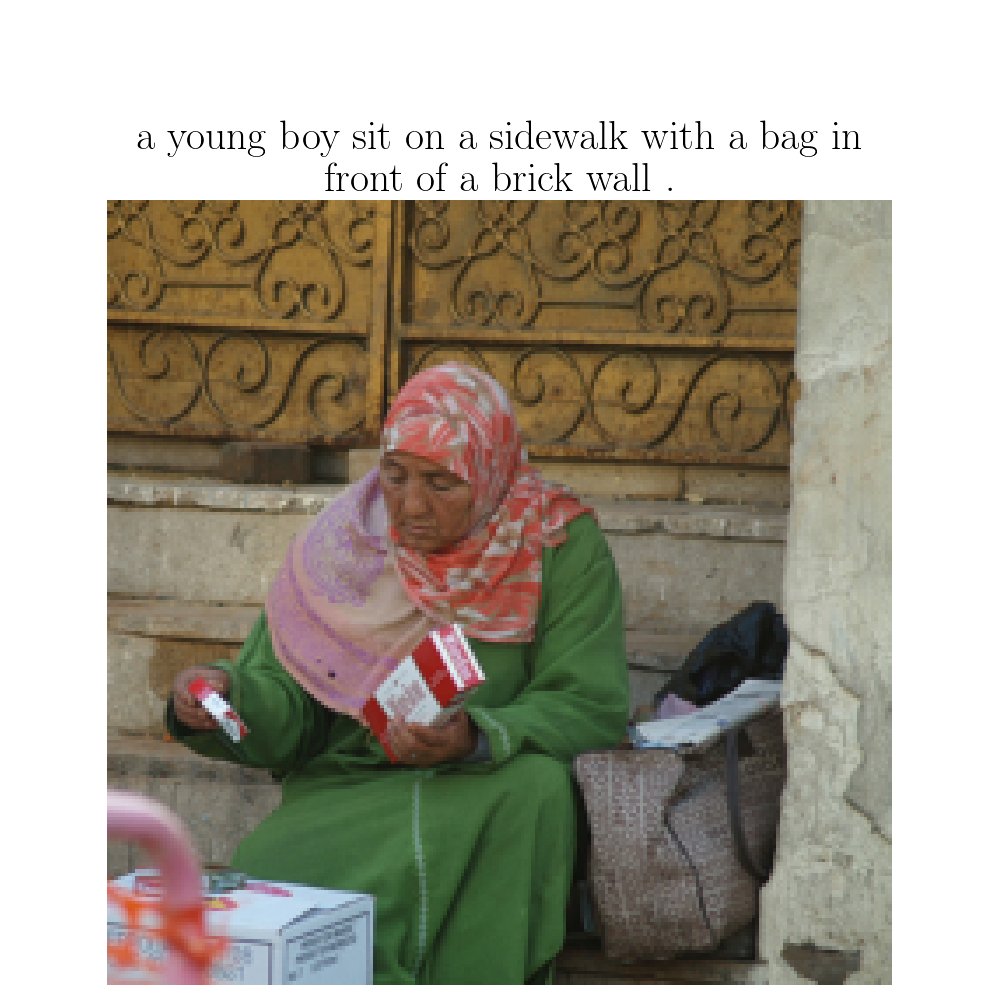 a young boy sit on a sidewalk with a bag in
front of a brick wall .